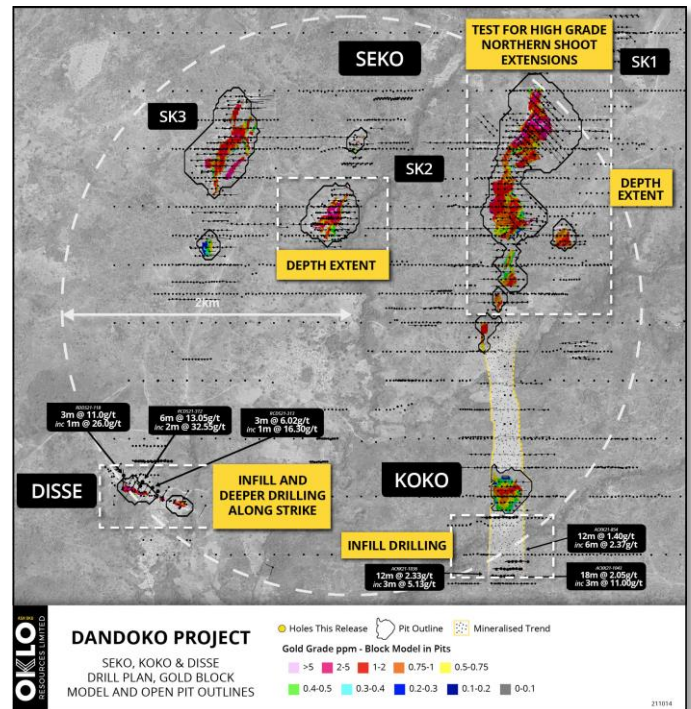 TEST FOR HIGH GRADE
NORTHERN SHOOT
EXTENSIONS
SEKO
SK1
SK3
SK2
DEPTH
EXTENT
DEPTH EXTENT
2km
3m @ 11.0g/t
inc 1m @ 26.0g/t
6m @ 13.05g/t
inc 2m @ 32.55g/t
3m @ 6.02g/t
inc 1m @ 16.30g/t
DISSE
INFILL AND
DEEPER DRILLING
ALONG STRIKE
KOKO
INFILL DRILLING
12m @ 1.40g/t
inc 6m @ 2.37g/t
12m @ 2.33g/t
inc 3m @ 5.13g/t
18m @ 2.05g/t
inc 3m @ 11.00g/t
OKLO
RESOURCES LIMITED
DANDOKO PROJECT
SEKO, KOKO & DISSE
DRILL PLAN, GOLD BLOCK
MODEL AND OPEN PIT OUTLINES
Holes This Release Pit Outline Mineralised Trend
Gold Grade ppm - Block Model in Pits
>5 2-5 1-2 0.75-1 0.5-0.75
0.4-0.5 0.3-0.4 0.2-0.3 0.1-0.2 0-0.1
211014